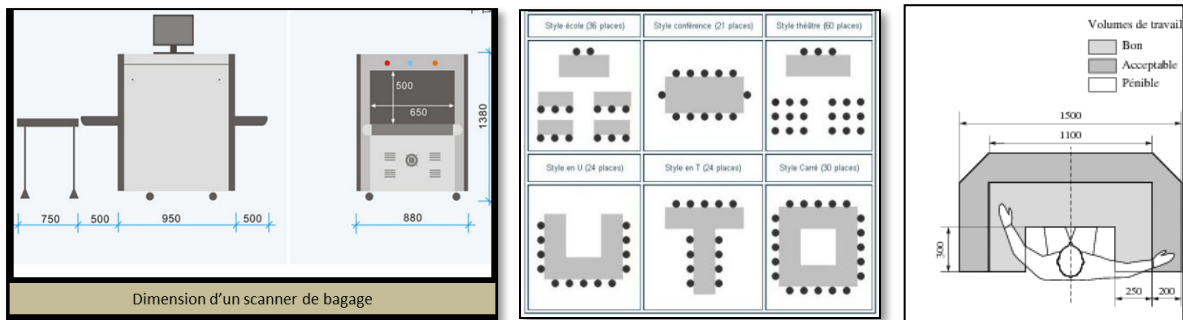 500
650
1380
750
500
950
500
880
Dimension d'un scanner de bagage
Style école (36 places)
Style conférence (21 places)
Style théâtre (60 places)
Style en U (24 places)
Style en T (24 places)
Style Carré (30 places)
Volumes de travail
Bon
Acceptable
Pénible
1500
1100
300
250
200